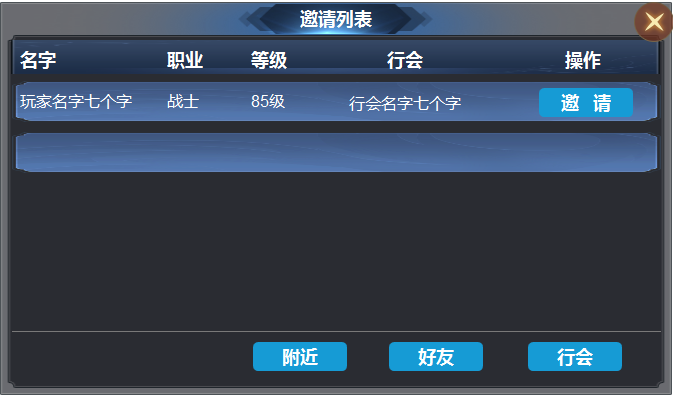 邀请列表
名字 职业 等级 行会 操作
玩家名字七个字 战士 85级 行会名字七个字 邀 请
附近 好友 行会